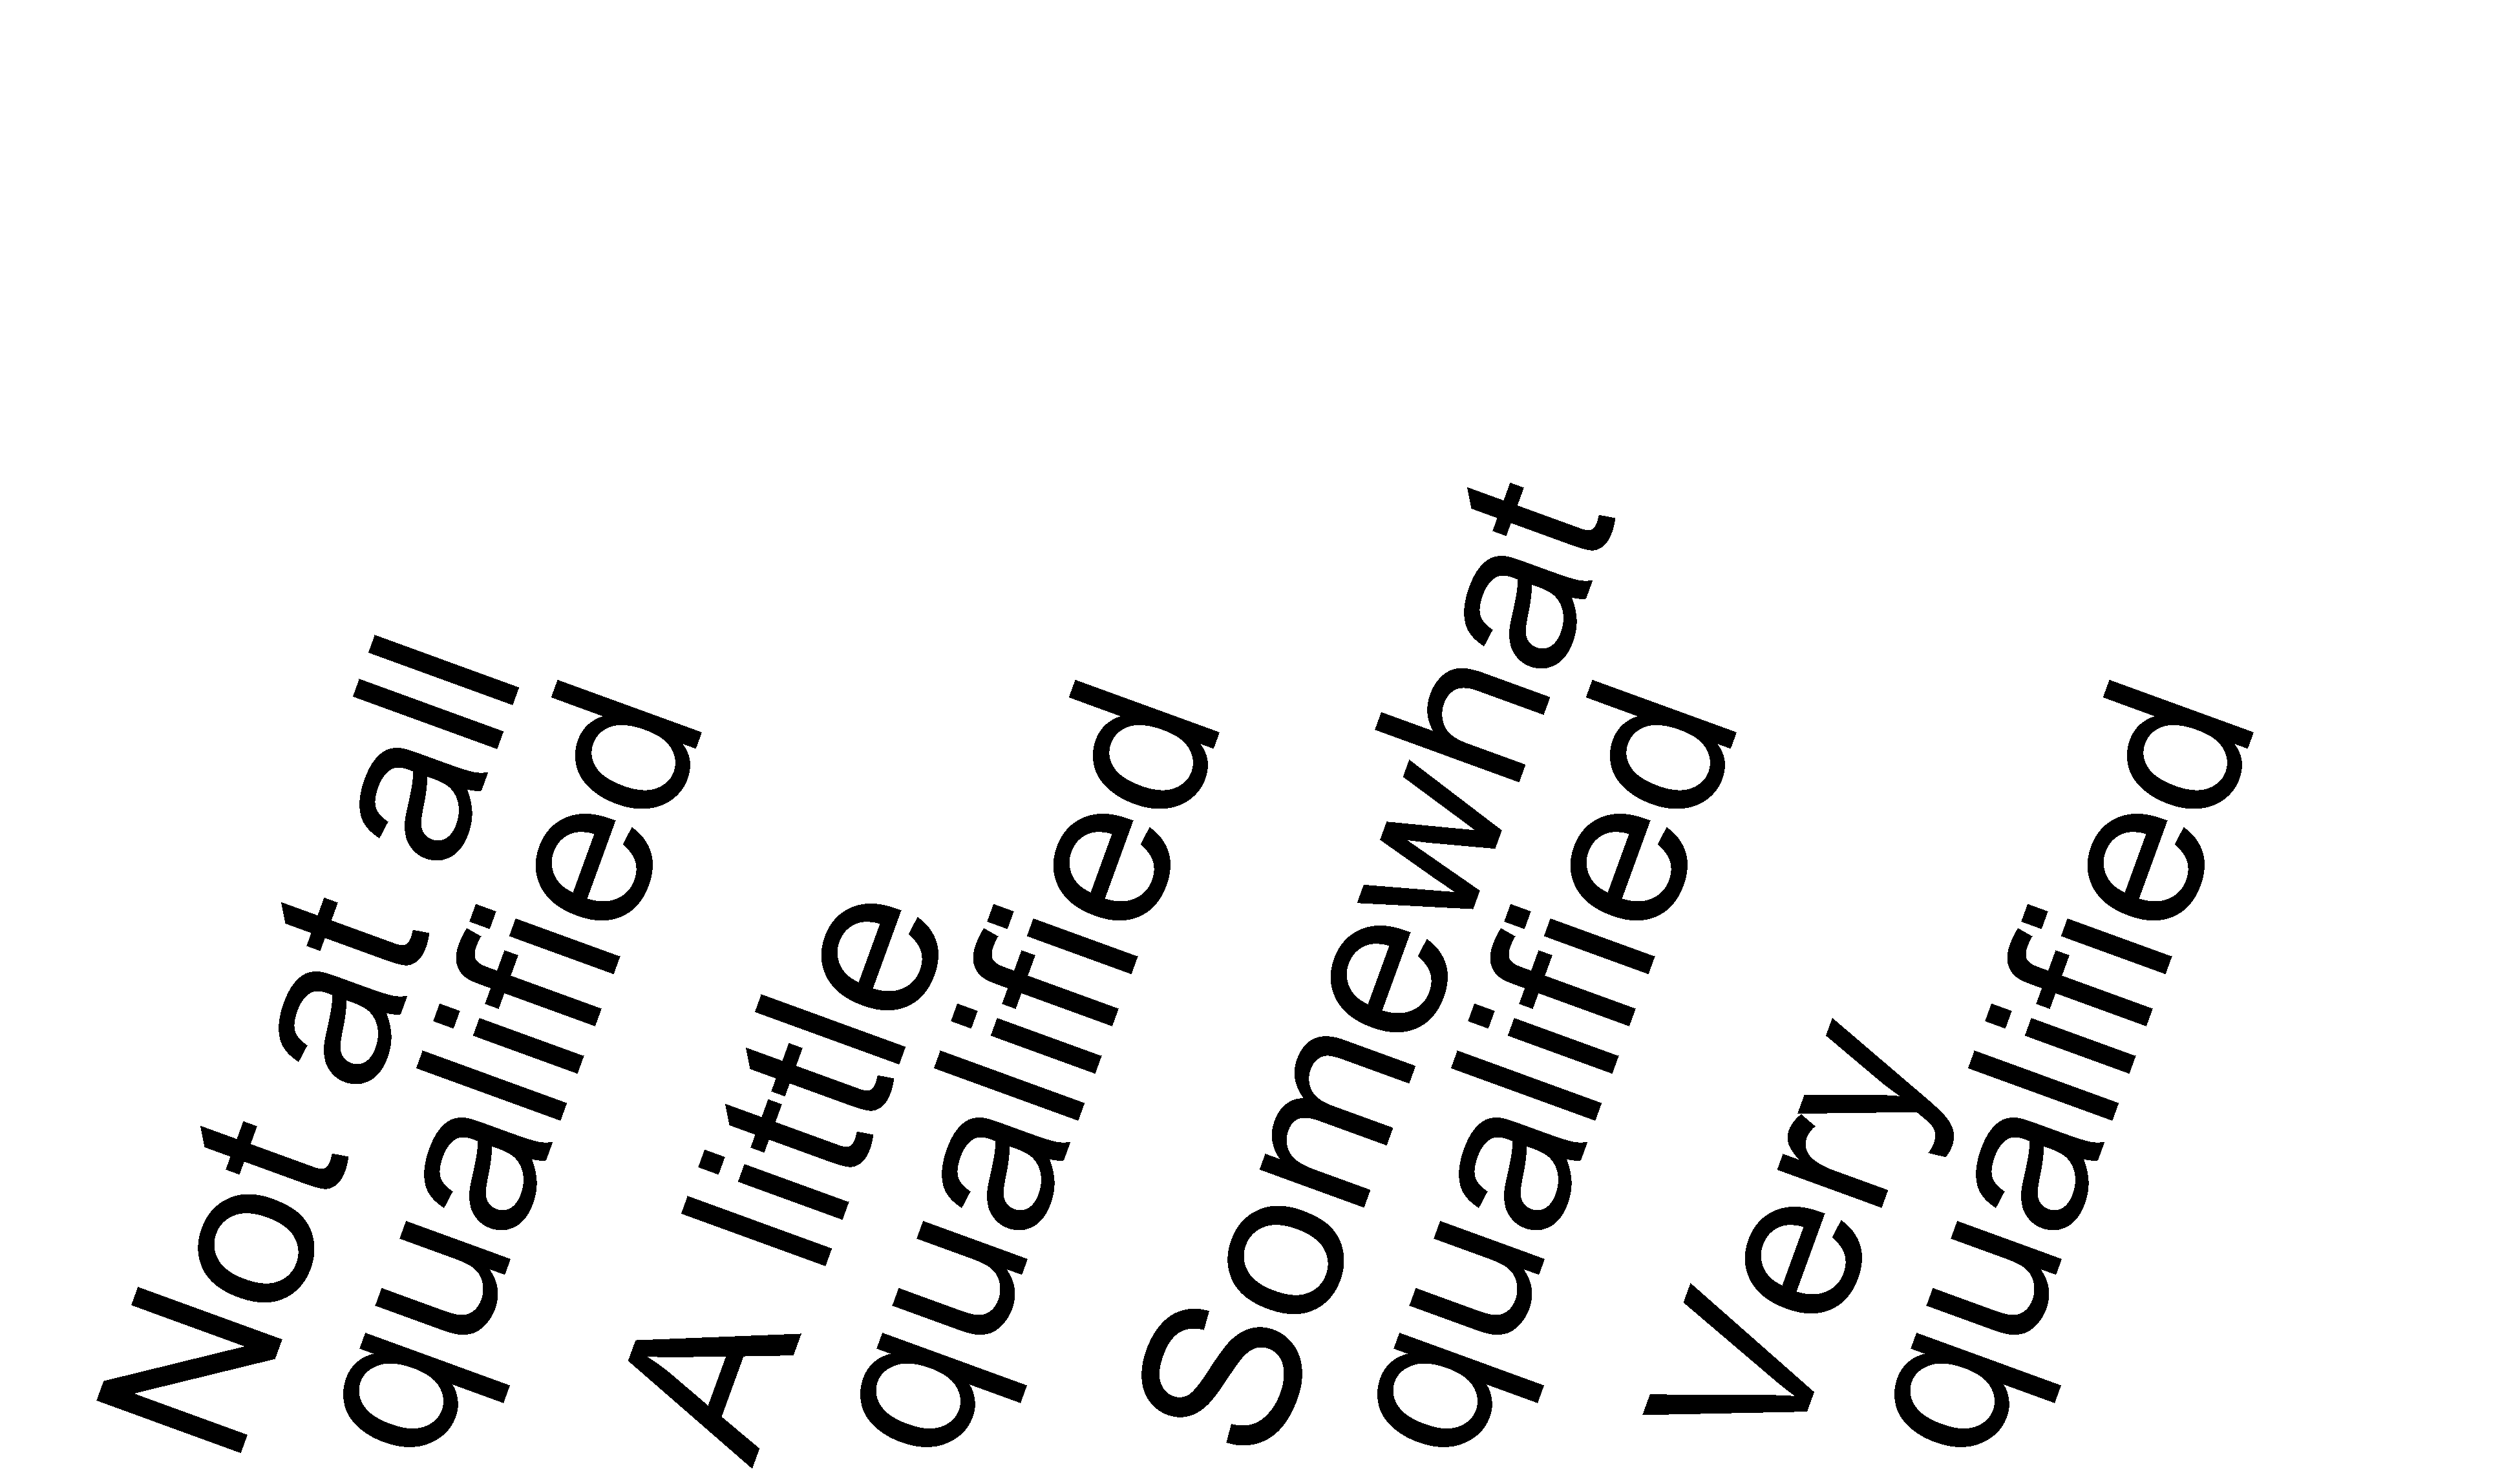 Not at all
qualified
A little
qualified
Somewhat
qualified
Very
qualified